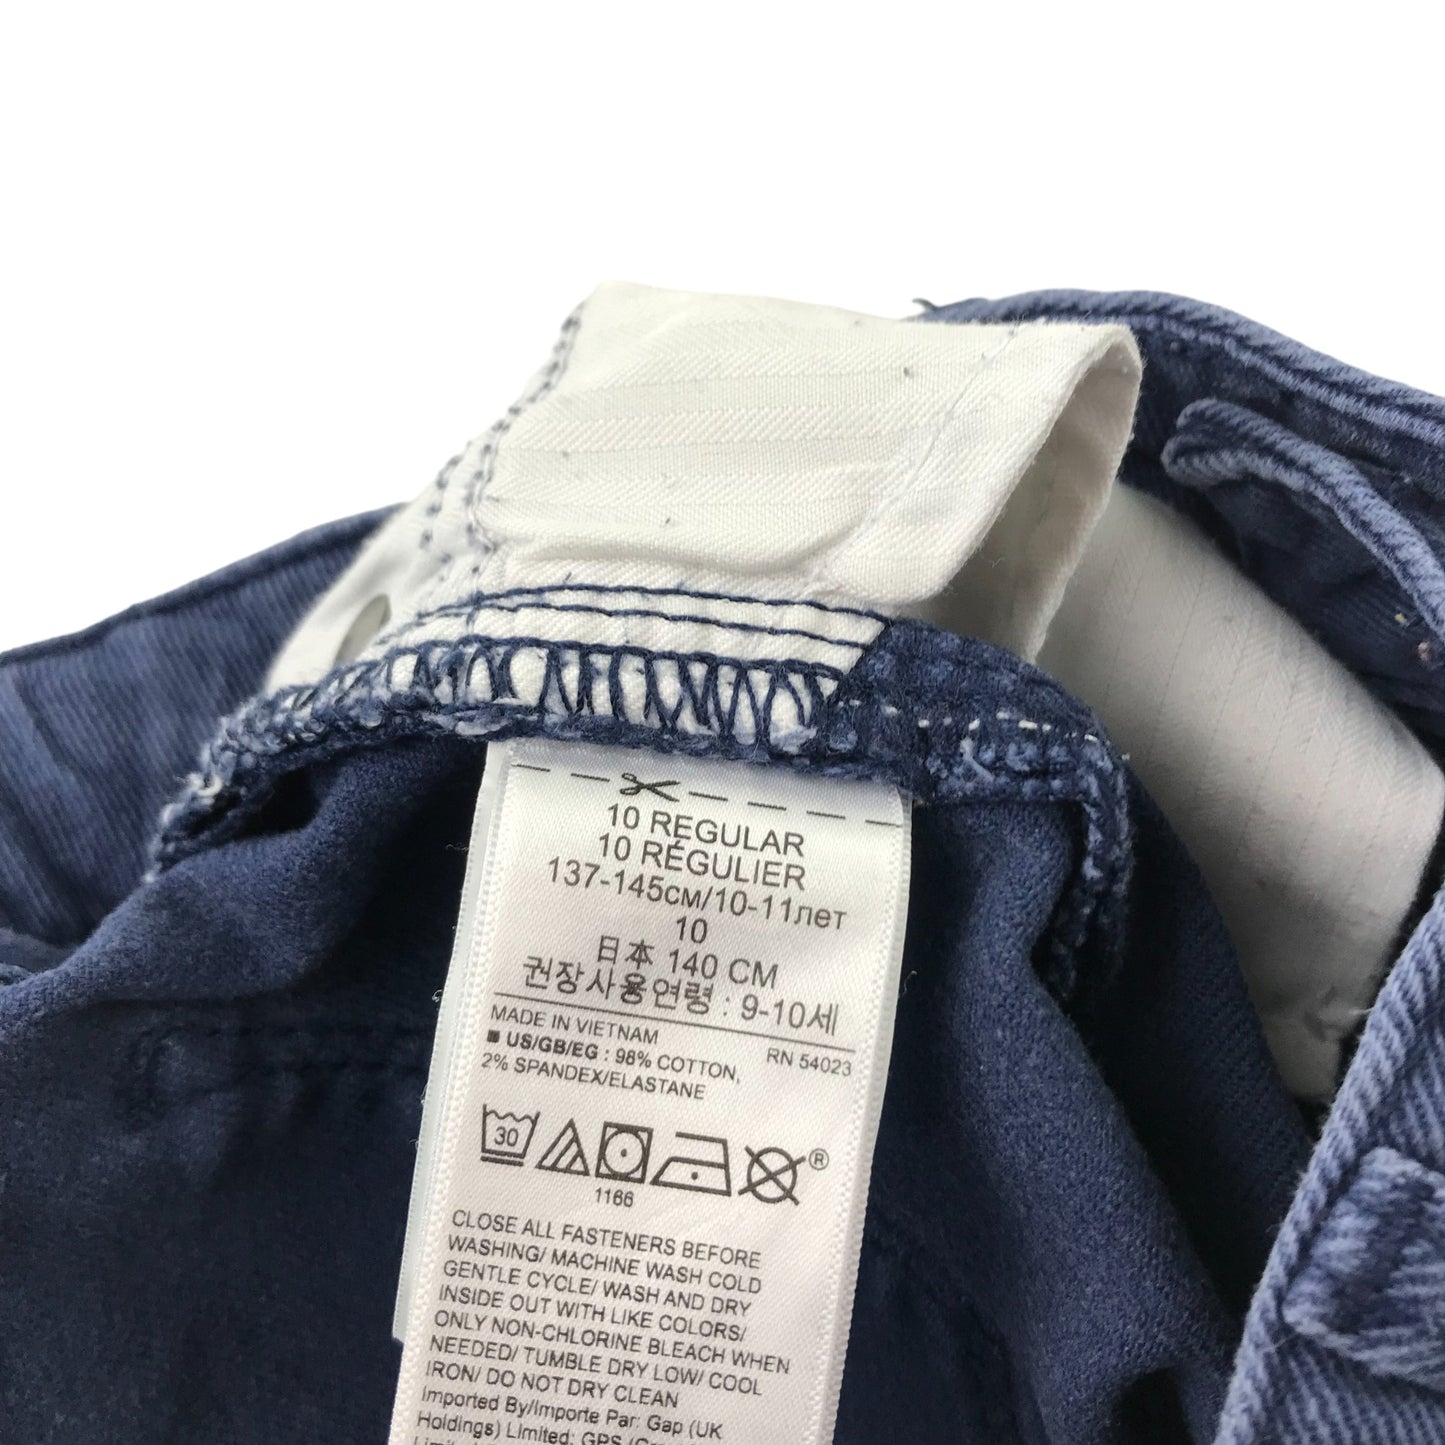 10 REGULAR
10 RÉGULIER
137-145см/10-11лет
10
日本 140 CM
권장사용연령 : 9-10세
MADE IN VIETNAM
RN 54023
■ US/GB/EG : 98% COTTON,
2% SPANDEX/ELASTANE
30
®
1166
CLOSE ALL FASTENERS BEFORE
WASHING/ MACHINE WASH COLD
GENTLE CYCLE/ WASH AND DRY
INSIDE OUT WITH LIKE COLORS/
ONLY NON-CHLORINE BLEACH WHEN
NEEDED/ TUMBLE DRY LOW/ COOL
IRON/ DO NOT DRY CLEAN
Imported By/Importe Par: Gap (UK
Holdings) Limited: GPS